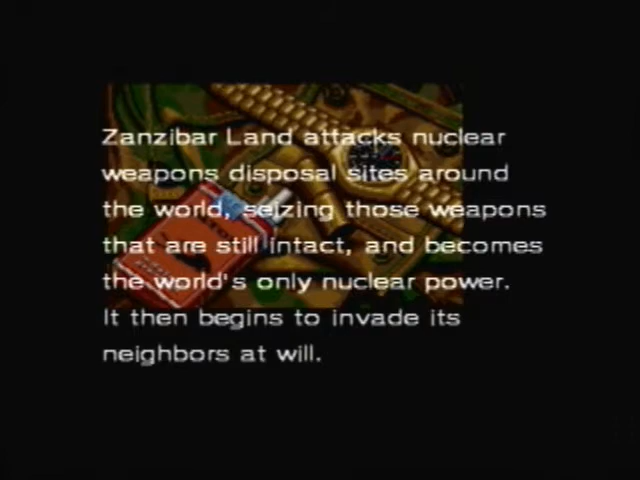 Zanzibar Land attacks nuclear
weapons disposal sites around
the world, seizing those weapons
that are still intact, and becomes
the world's only nuclear power.
It then begins to invade its
neighbors at will.